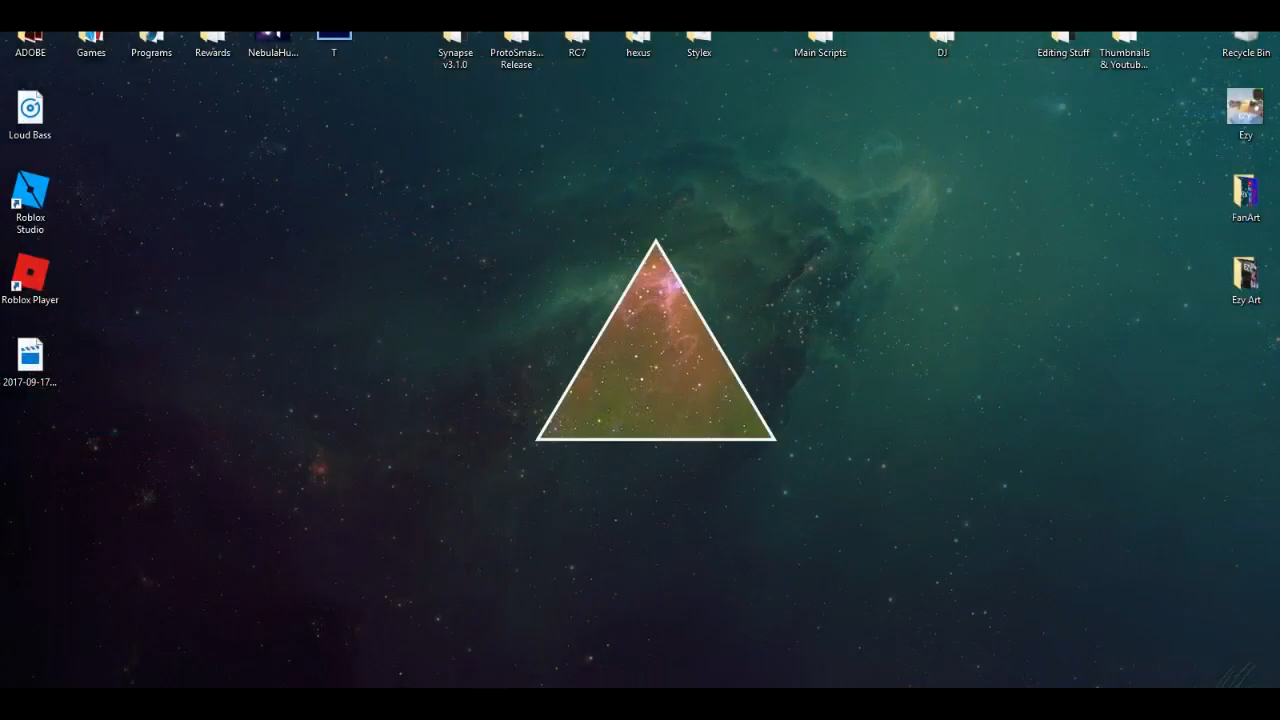 ADOBE
Games
Programs
Rewards
NebulaHu...
T
Synapse
v3.1.0
ProtoSmas...
Release
RC7
hexus
Stylex
Main Scripts
DJ
Editing Stuff
Thumbnails
& Youtub...
Recycle Bin
Loud Bass
Ezy
Roblox
Studio
FanArt
Roblox Player
Ezy Art
2017-09-17...